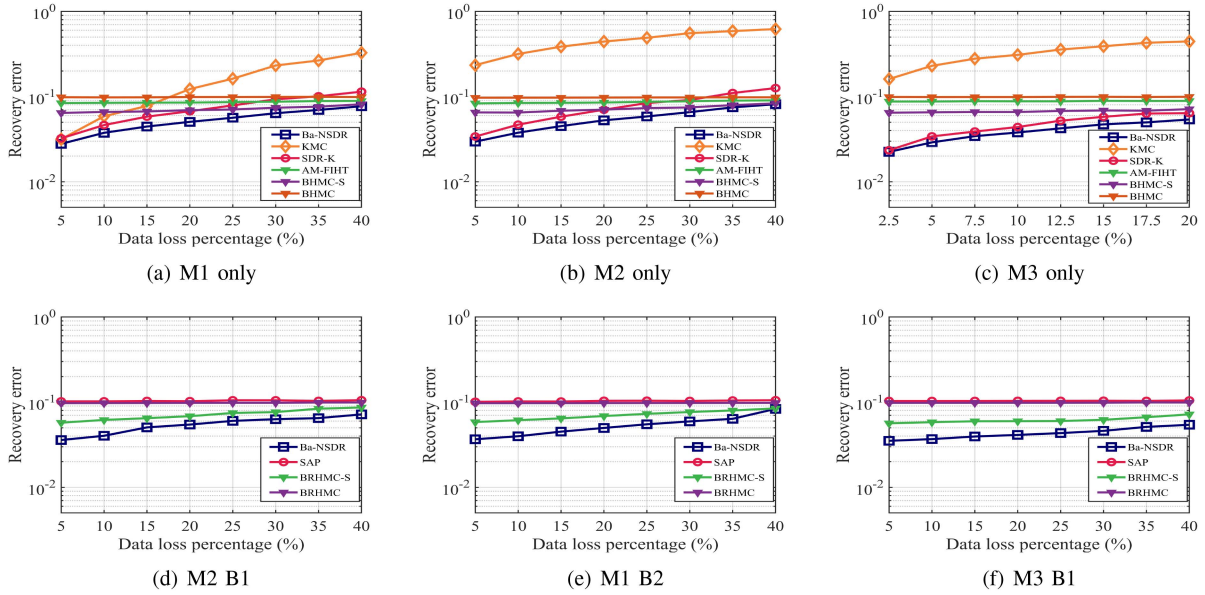 10^0
10^-1
10^-2
Recovery error
Ba-NSDR
KMC
SDR-K
AM-FIHT
BHMC-S
BHMC
5 10 15 20 25 30 35 40
Data loss percentage (%)
(a) M1 only
10^0
10^-1
10^-2
Recovery error
Ba-NSDR
KMC
SDR-K
AM-FIHT
BHMC-S
BHMC
5 10 15 20 25 30 35 40
Data loss percentage (%)
(b) M2 only
10^0
10^-1
10^-2
Recovery error
Ba-NSDR
KMC
SDR-K
AM-FIHT
BHMC-S
BHMC
2.5 5 7.5 10 12.5 15 17.5 20
Data loss percentage (%)
(c) M3 only
10^0
10^-1
10^-2
Recovery error
Ba-NSDR
SAP
BRHMC-S
BRHMC
5 10 15 20 25 30 35 40
Data loss percentage (%)
(d) M2 B1
10^0
10^-1
10^-2
Recovery error
Ba-NSDR
SAP
BRHMC-S
BRHMC
5 10 15 20 25 30 35 40
Data loss percentage (%)
(e) M1 B2
10^0
10^-1
10^-2
Recovery error
Ba-NSDR
SAP
BRHMC-S
BRHMC
5 10 15 20 25 30 35 40
Data loss percentage (%)
(f) M3 B1